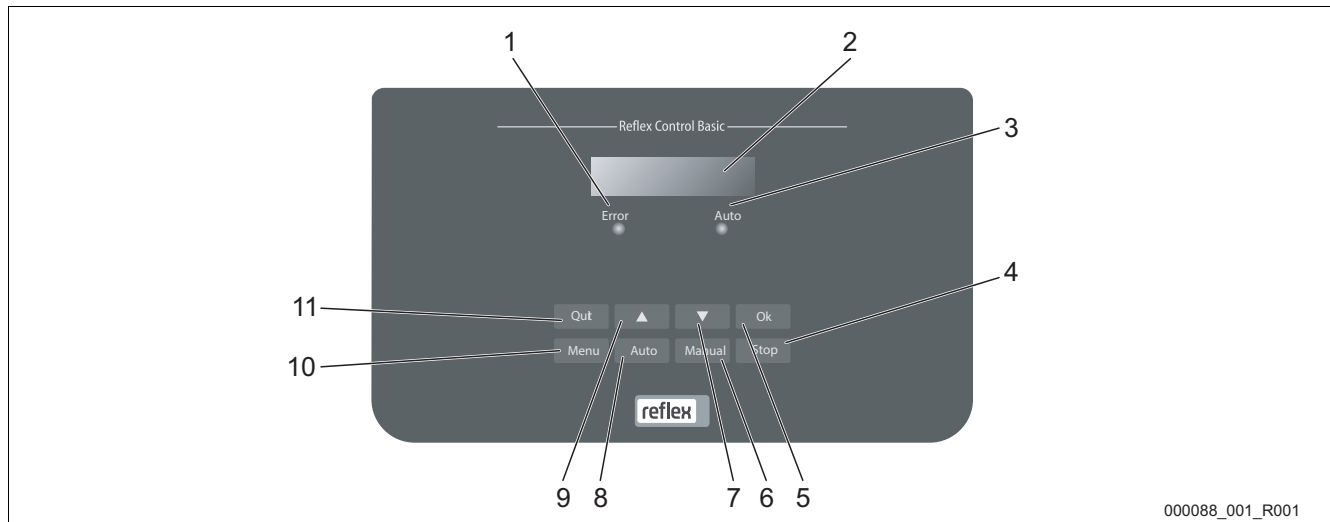 1 2
3
Reflex Control Basic
Error Auto
4
11
Quit ▲ ▼ Ok
10
Menu Auto Manual Stop
reflex
9 8 7 6 5
000088_001_R001